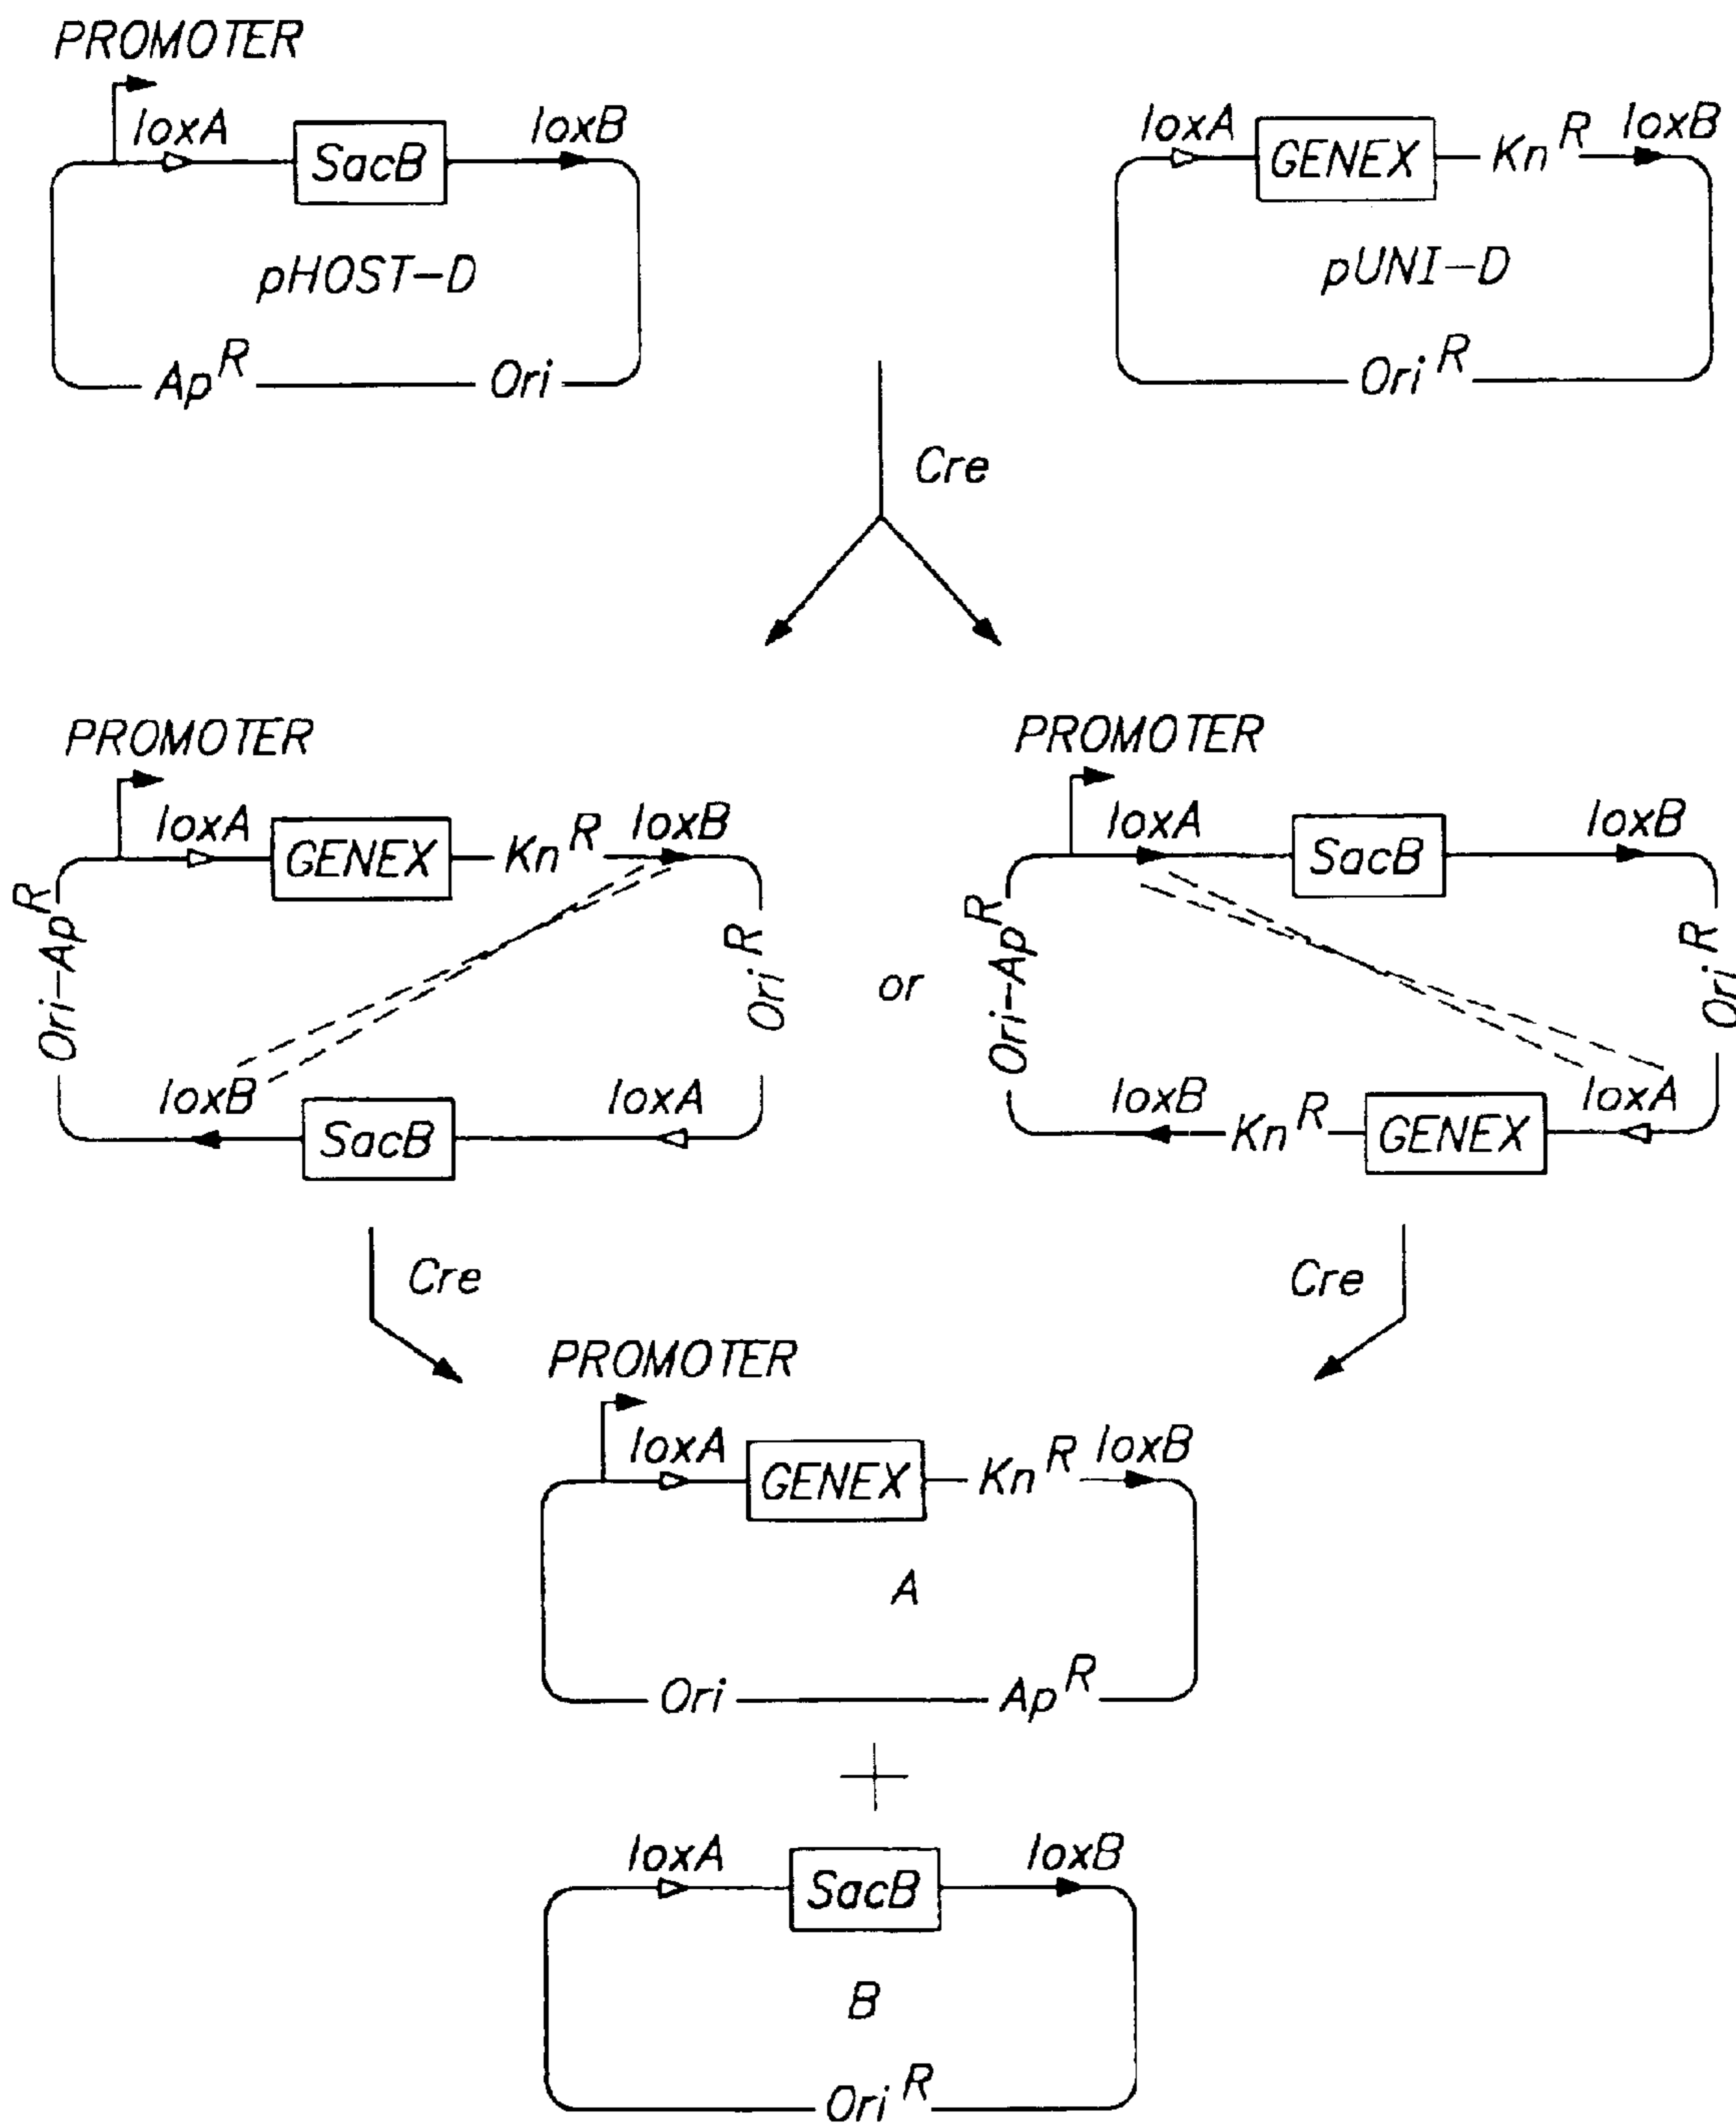 PROMOTER
loxA
SacB
loxB
pHOST-D
Ap^R
Ori
loxA
GENEX
Kn^R
loxB
pUNI-D
Ori^R
Cre
PROMOTER
loxA
GENEX
Kn^R
loxB
Ori-Ap^R
Ori^R
loxB
SacB
loxA
or
PROMOTER
loxA
SacB
loxB
Ori-Ap^R
Ori^R
loxB
Kn^R
GENEX
loxA
Cre
Cre
PROMOTER
loxA
GENEX
Kn^R
loxB
A
Ori
Ap^R
+
loxA
SacB
loxB
B
Ori^R